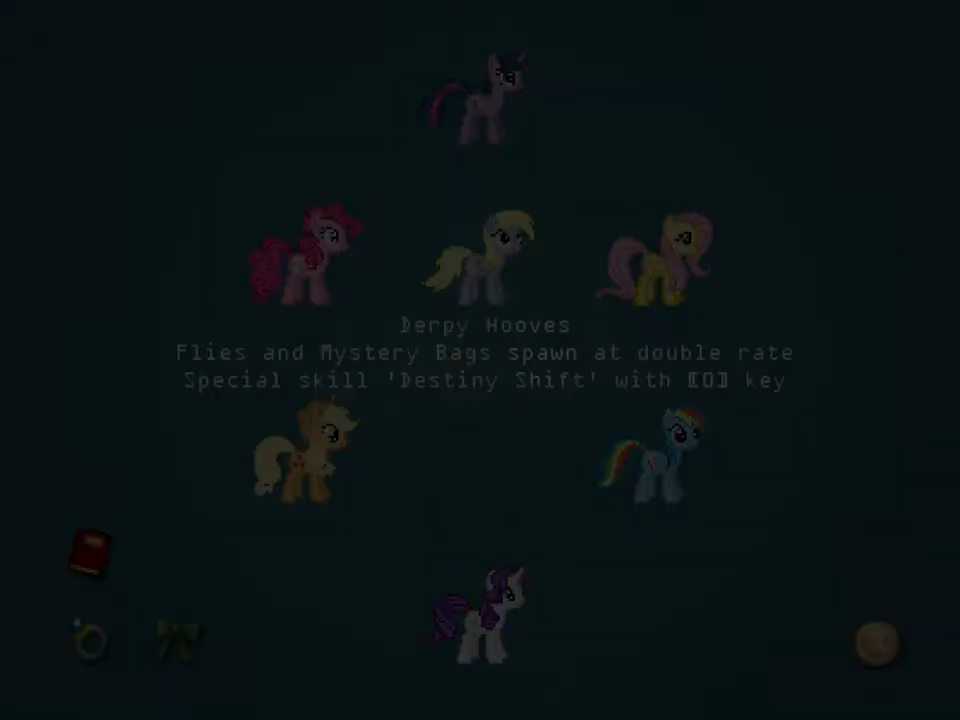 Derpy Hooves
Flies and Mystery Bags spawn at double rate
Special skill 'Destiny Shift' with 【O】 key